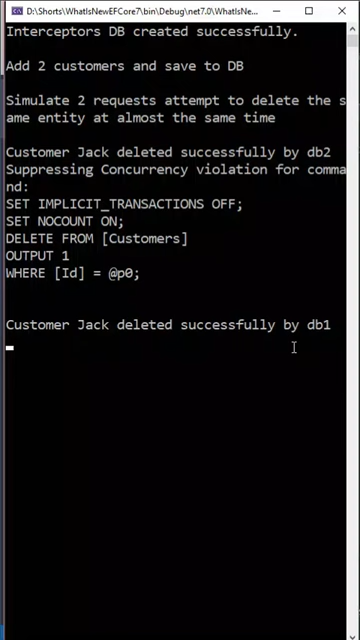 D:\Shorts\WhatIsNewEFCore7\bin\Debug\net7.0\WhatIsNe...
Interceptors DB created successfully.
Add 2 customers and save to DB
Simulate 2 requests attempt to delete the s
ame entity at almost the same time
Customer Jack deleted successfully by db2
Suppressing Concurrency violation for comma
nd:
SET IMPLICIT_TRANSACTIONS OFF;
SET NOCOUNT ON;
DELETE FROM [Customers]
OUTPUT 1
WHERE [Id] = @p0;
Customer Jack deleted successfully by db1